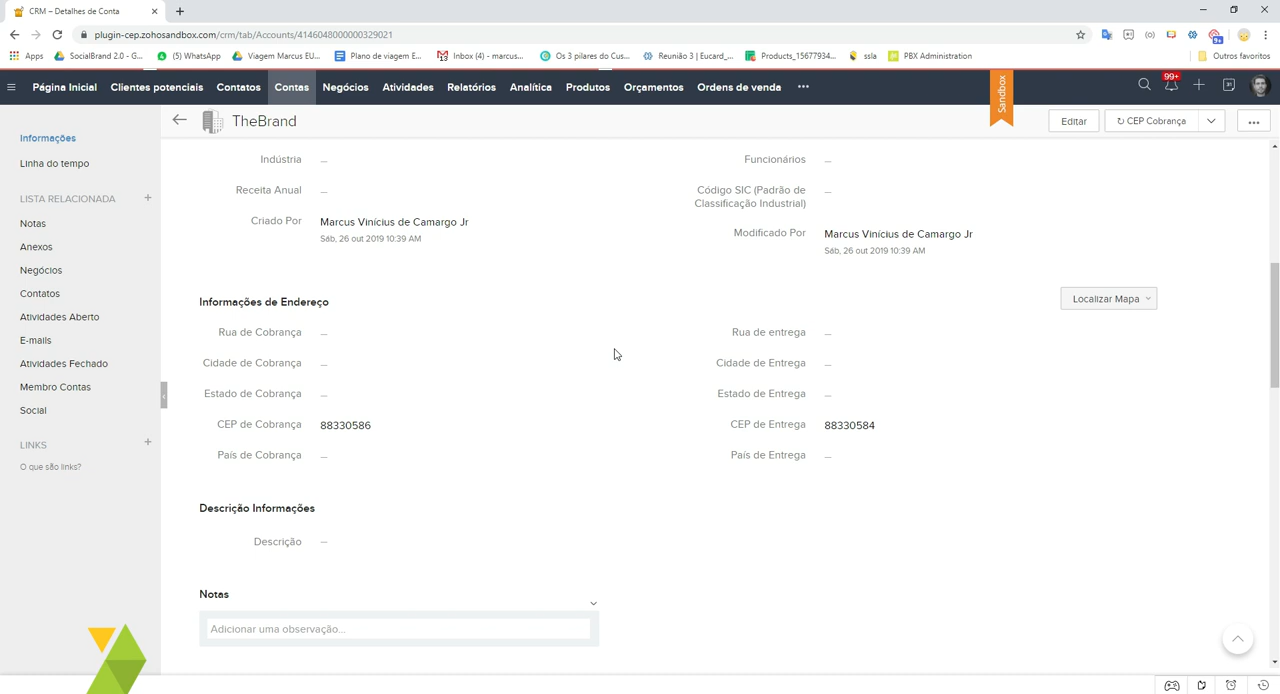 CRM – Detalhes de Conta
plugin-cep.zohosandbox.com/crm/tab/Accounts/4146048000000329021
Apps SocialBrand 2.0 - G... (5) WhatsApp Viagem Marcus EU... Plano de viagem E... Inbox (4) - marcus... Os 3 pilares do Cus... Reunião 3 | Eucard_... Products_15677934... ssla PBX Administration Outros favoritos
Página Inicial Clientes potenciais Contatos Contas Negócios Atividades Relatórios Analítica Produtos Orçamentos Ordens de venda ••• Sandbox 99+
TheBrand Editar CEP Cobrança ...
Informações
Linha do tempo
LISTA RELACIONADA +
Notas
Anexos
Negócios
Contatos
Atividades Aberto
E-mails
Atividades Fechado
Membro Contas
Social
LINKS +
O que são links?
Indústria — Funcionários —
Receita Anual — Código SIC (Padrão de
Classificação Industrial) —
Criado Por Marcus Vinícius de Camargo Jr
Sáb, 26 out 2019 10:39 AM
Modificado Por Marcus Vinícius de Camargo Jr
Sáb, 26 out 2019 10:39 AM
Informações de Endereço Localizar Mapa
Rua de Cobrança — Rua de entrega —
Cidade de Cobrança — Cidade de Entrega —
Estado de Cobrança — Estado de Entrega —
CEP de Cobrança 88330586 CEP de Entrega 88330584
País de Cobrança — País de Entrega —
Descrição Informações
Descrição —
Notas
Adicionar uma observação...